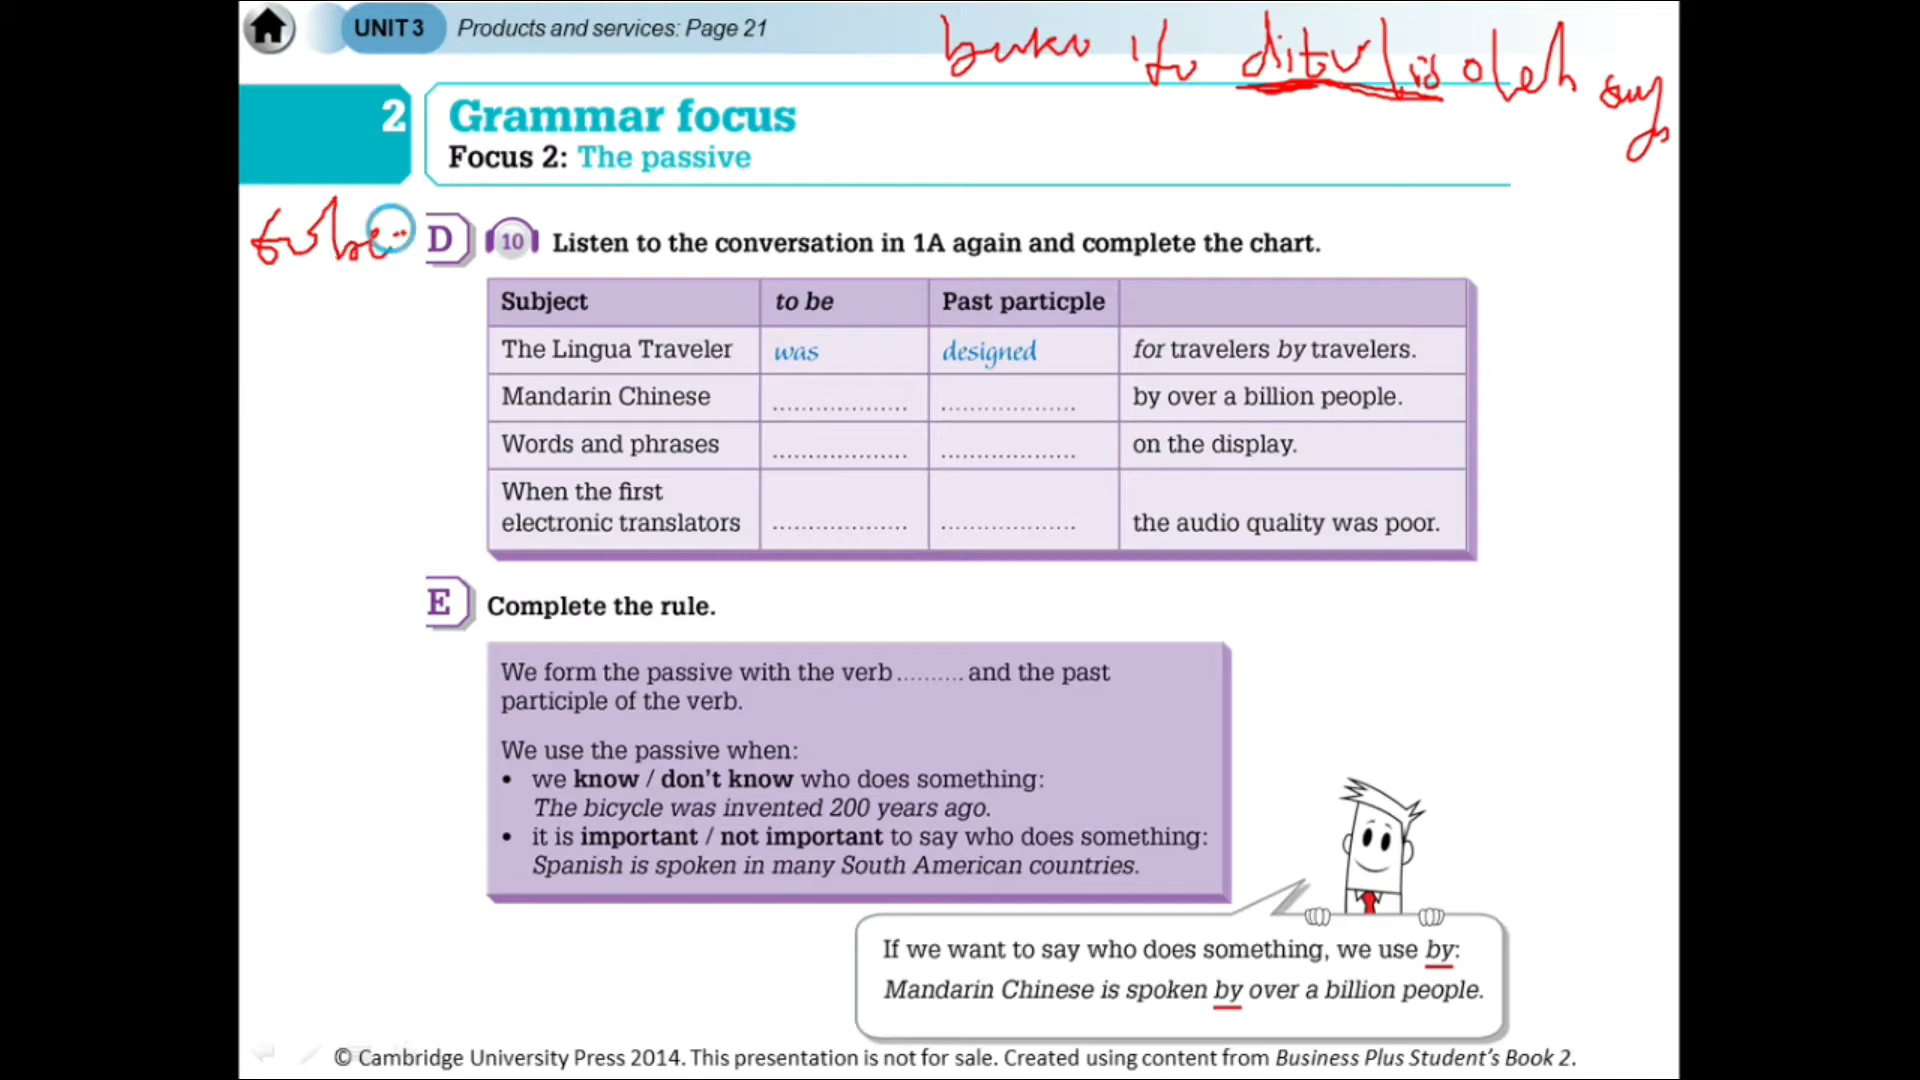 UNIT 3 Products and services: Page 21
buku itu ditulis oleh saya
2 Grammar focus
Focus 2: The passive
to be
D 10 Listen to the conversation in 1A again and complete the chart.
Subject to be Past particple
The Lingua Traveler was designed for travelers by travelers.
Mandarin Chinese ................... ................... by over a billion people.
Words and phrases ................... ................... on the display.
When the first
electronic translators ................... ................... the audio quality was poor.
E Complete the rule.
We form the passive with the verb .......... and the past
participle of the verb.
We use the passive when:
• we know / don't know who does something:
The bicycle was invented 200 years ago.
• it is important / not important to say who does something:
Spanish is spoken in many South American countries.
If we want to say who does something, we use by:
Mandarin Chinese is spoken by over a billion people.
© Cambridge University Press 2014. This presentation is not for sale. Created using content from Business Plus Student's Book 2.